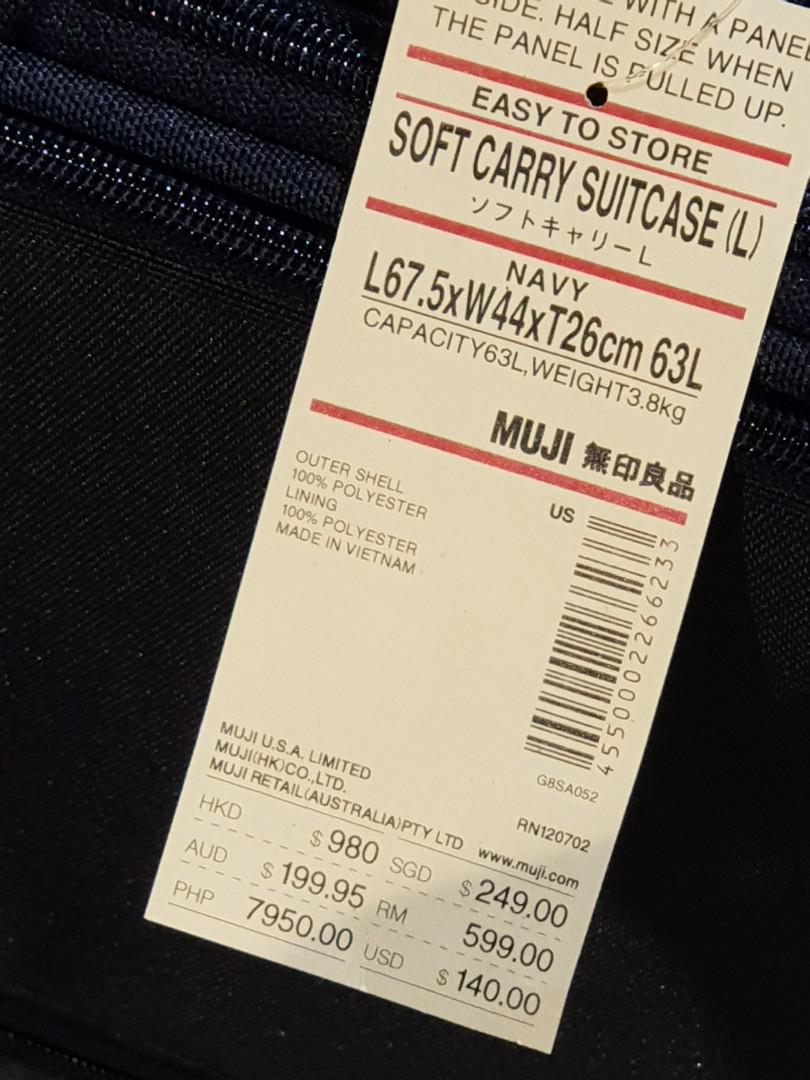 WITH A PANEL
SIDE. HALF SIZE WHEN
THE PANEL IS PULLED UP.
EASY TO STORE
SOFT CARRY SUITCASE (L)
ソフトキャリーL
NAVY
L67.5xW44xT26cm 63L
CAPACITY63L,WEIGHT3.8kg
MUJI 無印良品
OUTER SHELL
100% POLYESTER
LINING
100% POLYESTER
MADE IN VIETNAM
US
4550002266233
G8SA052
RN120702
MUJI U.S.A. LIMITED
MUJI(HK)CO.,LTD.
MUJI RETAIL(AUSTRALIA)PTY LTD www.muji.com
HKD $980 SGD $249.00
AUD $199.95 RM 599.00
PHP 7950.00 USD $140.00